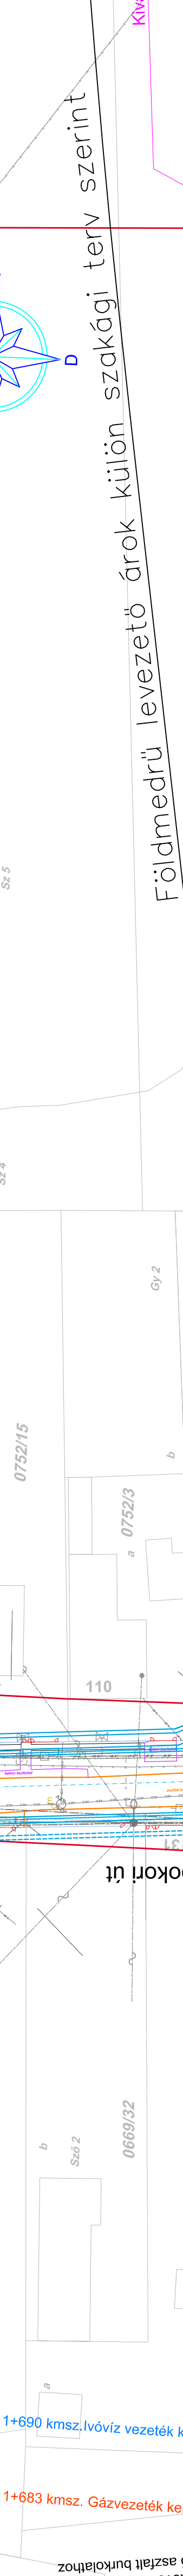 Földmedrű levezető árok külön szakági terv szerint
D
Sz 5
Sz 4
Gy 2
0752/15
b
0752/3
a
110
31
okori út
0669/32
b
Sző 2
a
1+690 kmsz.Ivóvíz vezeték k
1+683 kmsz. Gázvezeték ke
aszfalt burkolathoz